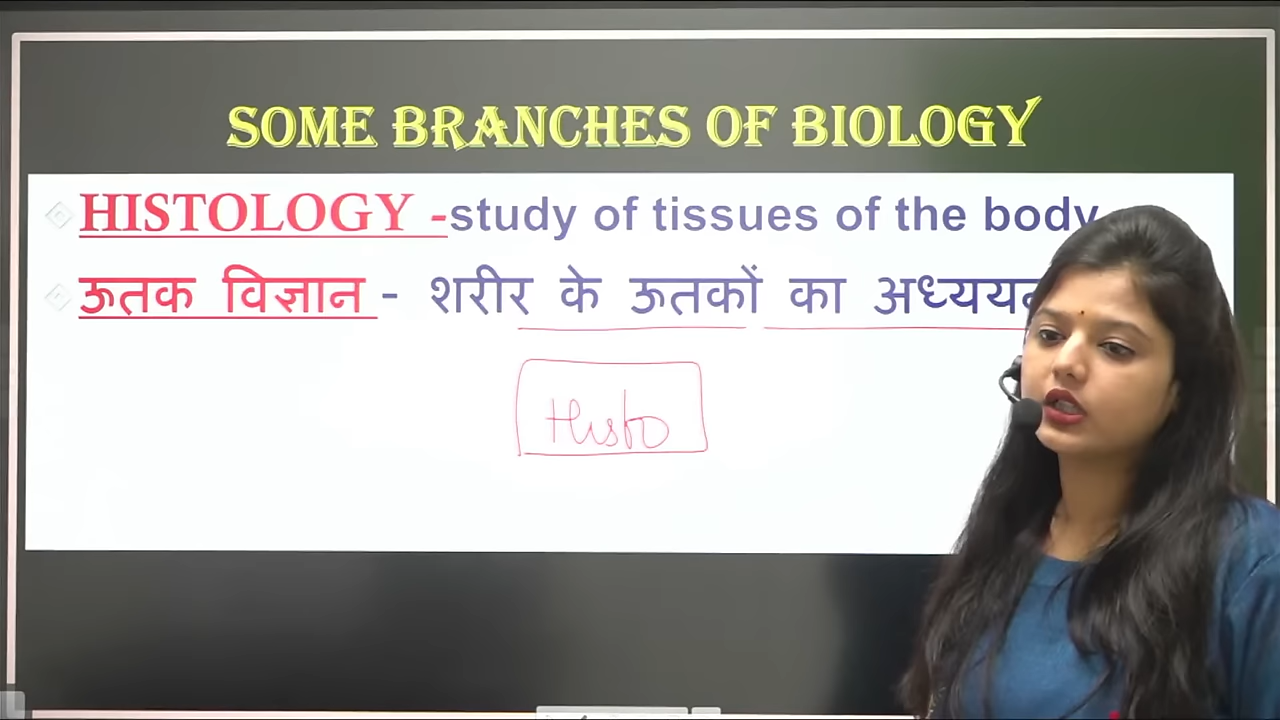 SOME BRANCHES OF BIOLOGY
HISTOLOGY -study of tissues of the body
ऊतक विज्ञान - शरीर के ऊतकों का अध्ययन
Histo